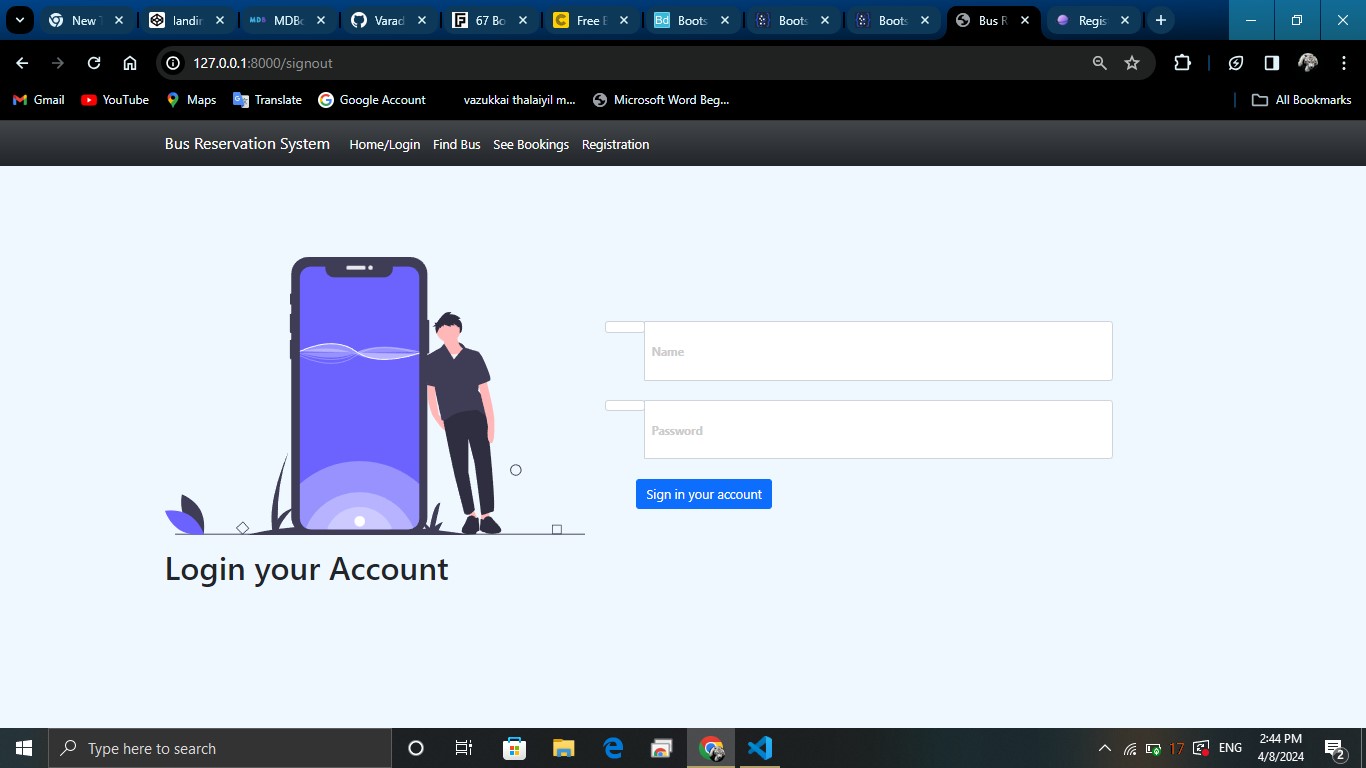 New T
landir
MDB MDBc
Varad
67 Bo
Free E
Bd Boots
Boots
Boots
Bus R
Regis
127.0.0.1:8000/signout
Gmail
YouTube
Maps
Translate
Google Account
vazukkai thalaiyil m...
Microsoft Word Beg...
All Bookmarks
Bus Reservation System Home/Login Find Bus See Bookings Registration
Name
Password
Sign in your account
Login your Account
Type here to search
17
ENG
2:44 PM
4/8/2024
2